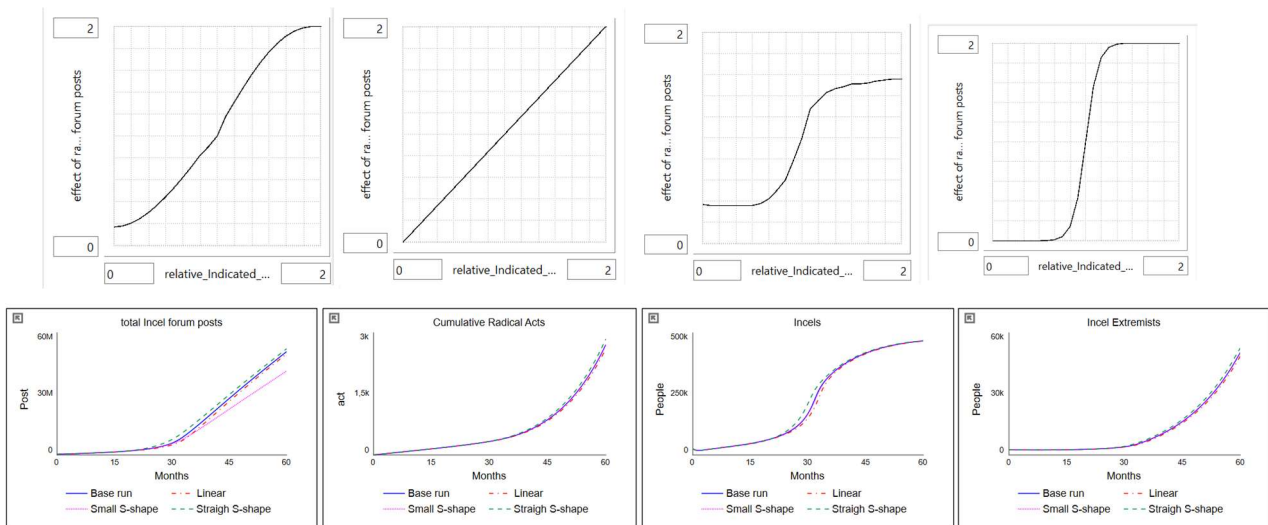 2
effect of ra... forum posts
0
0
relative_Indicated_...
2
2
effect of ra... forum posts
0
0
relative_Indicated_...
2
2
effect of ra... forum posts
0
0
relative_Indicated_...
2
2
effect of ra... forum posts
0
0
relative_Indicated_...
2
total Incel forum posts
60M
Post
30M
0
0 15 30 45 60
Months
Base run Linear
Small S-shape Straigh S-shape
Cumulative Radical Acts
3k
act
1,5k
0
0 15 30 45 60
Months
Base run Linear
Small S-shape Straigh S-shape
Incels
500k
People
250k
0
0 15 30 45 60
Months
Base run Linear
Small S-shape Straigh S-shape
Incel Extremists
60k
People
30k
0
0 15 30 45 60
Months
Base run Linear
Small S-shape Straigh S-shape